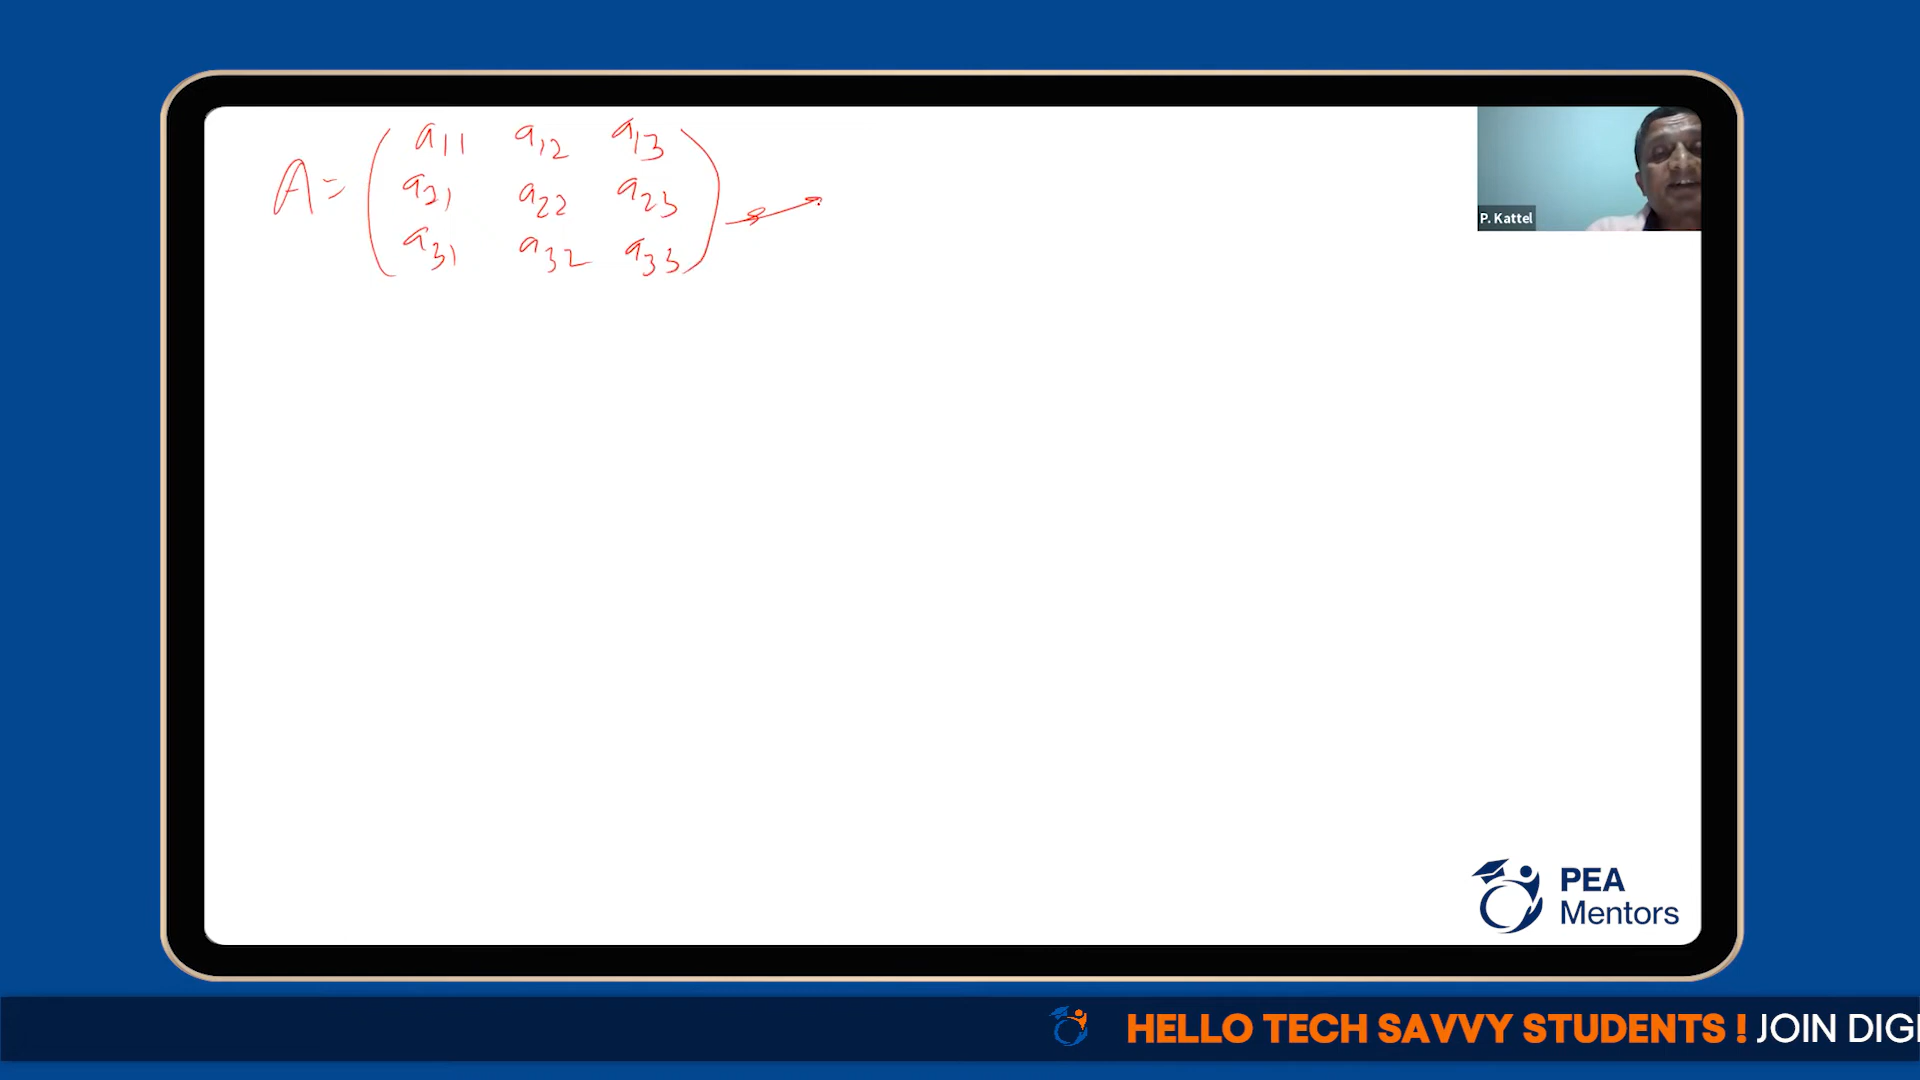 A = ( a11 a12 a13
a21 a22 a23
a31 a32 a33 )
P. Kattel
PEA
Mentors
HELLO TECH SAVVY STUDENTS ! JOIN DIGI